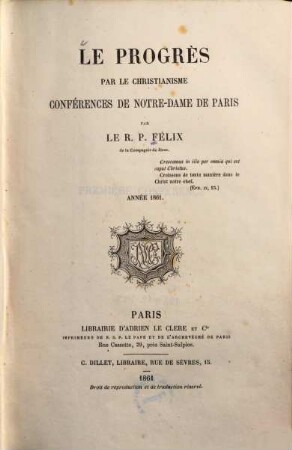 LE PROGRÈS
PAR LE CHRISTIANISME
CONFÉRENCES DE NOTRE-DAME DE PARIS
PAR
LE R. P. FÉLIX
de la Compagnie de Jésus.
Crescamus in illo per omnia qui est
caput Christus.
Croissons de toute manière dans le
Christ notre chef.
(EPH. IV, 15.)
ANNÉE 1861.
PARIS
LIBRAIRIE D'ADRIEN LE CLERE ET Cie
IMPRIMEURS DE N. S. P. LE PAPE ET DE L'ARCHEVÊCHÉ DE PARIS
Rue Cassette, 29, près Saint-Sulpice.
C. DILLET, LIBRAIRE, RUE DE SÈVRES, 15.
1861
Droit de reproduction et de traduction réservé.